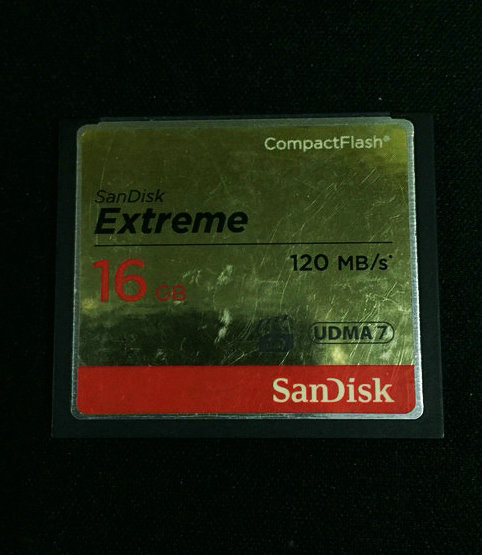 CompactFlash®
SanDisk
Extreme
120 MB/s*
16 GB
UDMA 7
SanDisk